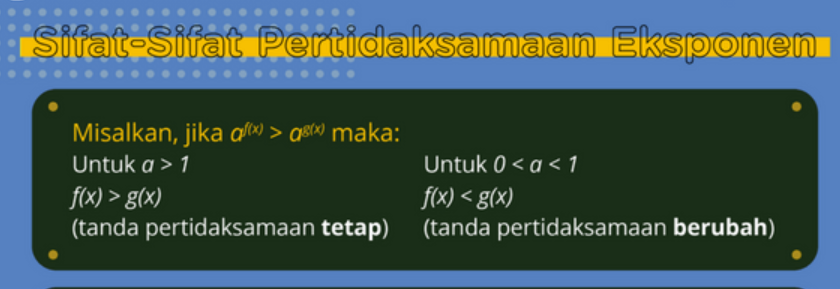 Sifat-Sifat Pertidaksamaan Eksponen
Misalkan, jika a^f(x) > a^g(x) maka:
Untuk a > 1
f(x) > g(x)
(tanda pertidaksamaan tetap)
Untuk 0 < a < 1
f(x) < g(x)
(tanda pertidaksamaan berubah)